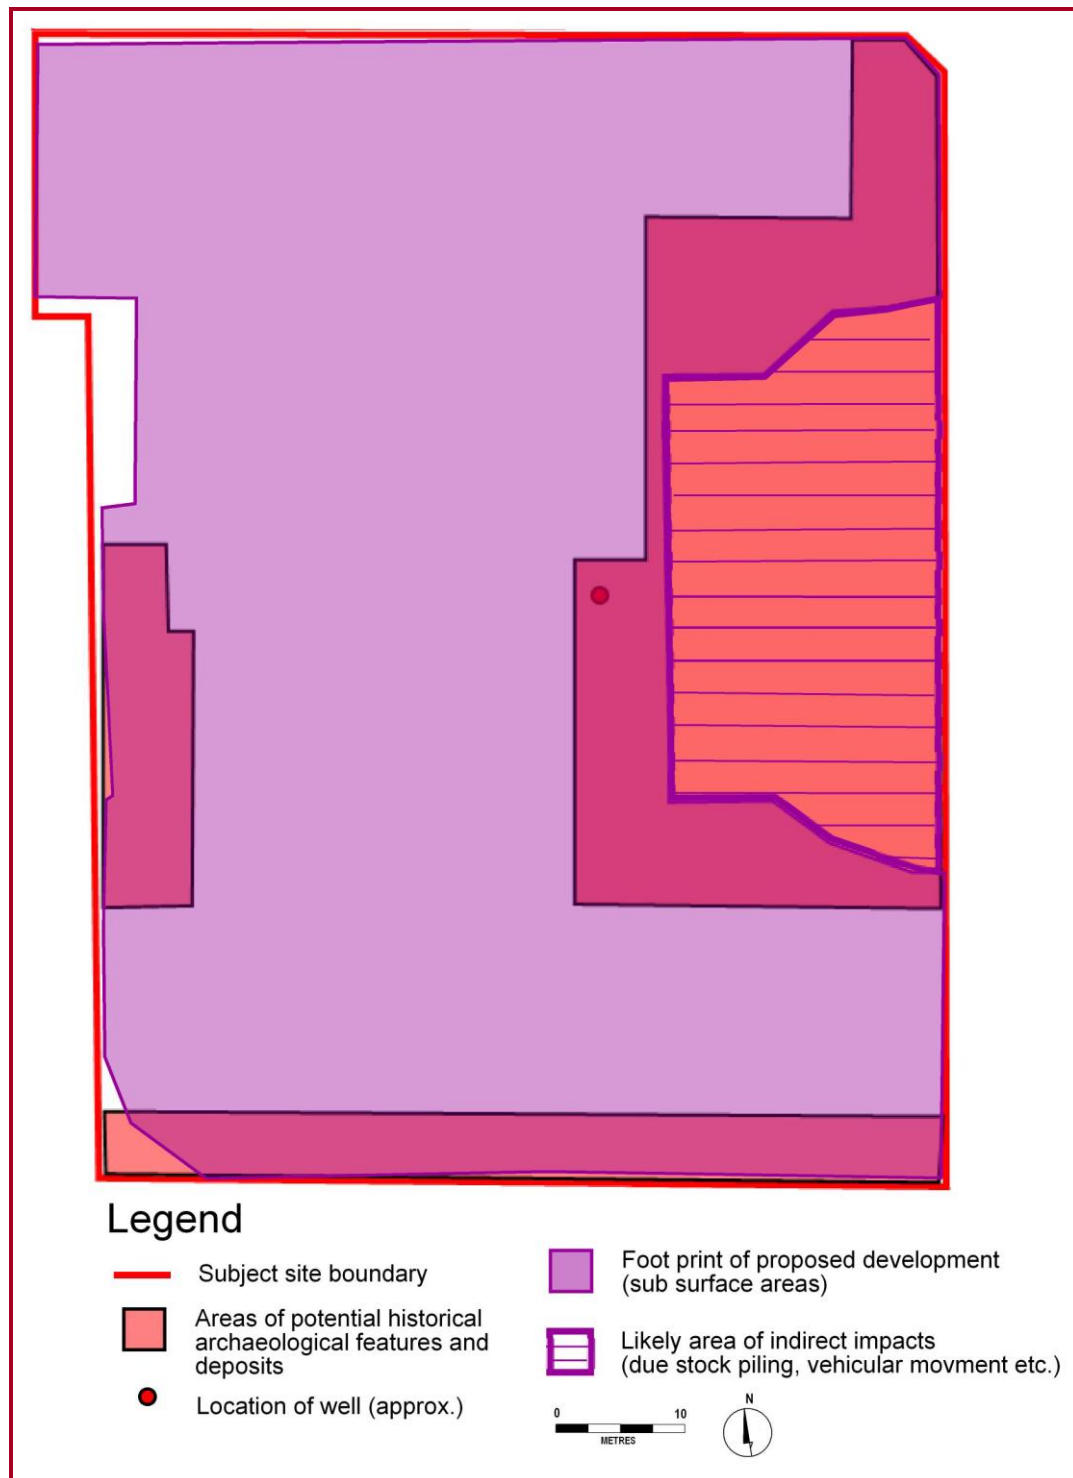 Legend
Subject site boundary
Areas of potential historical
archaeological features and
deposits
Location of well (approx.)
Foot print of proposed development
(sub surface areas)
Likely area of indirect impacts
(due stock piling, vehicular movment etc.)
0 10
METRES
N